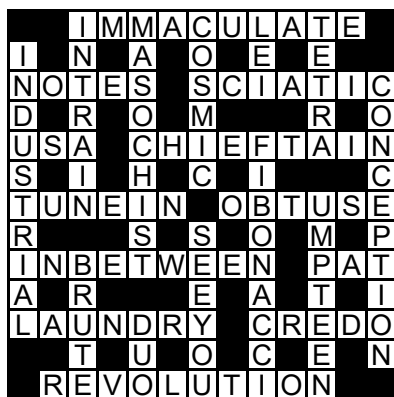 IMMACULATE
I N A O E E
NOTES SCIATIC
D R O M R O
USA CHIEFTAIN
S I H C I C
TUNEIN OBTUSE
R S S O M P
INBETWEEN PAT
A R E A T I
LAUNDRY CREDO
T U O C E N
REVOLUTION